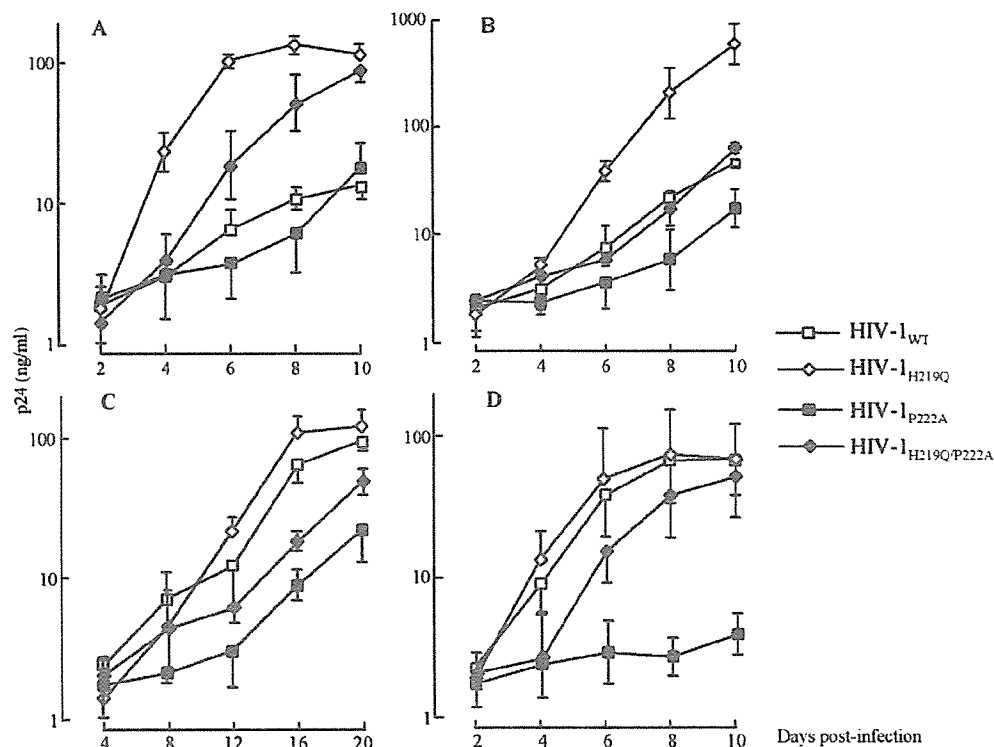 A
100
10
1
2 4 6 8 10
B
1000
100
10
1
2 4 6 8 10
p24 (ng/ml)
C
100
10
1
4 8 12 16 20
D
100
10
1
2 4 6 8 10
HIV-1WT
HIV-1H219Q
HIV-1P222A
HIV-1H219Q/P222A
Days post-infection